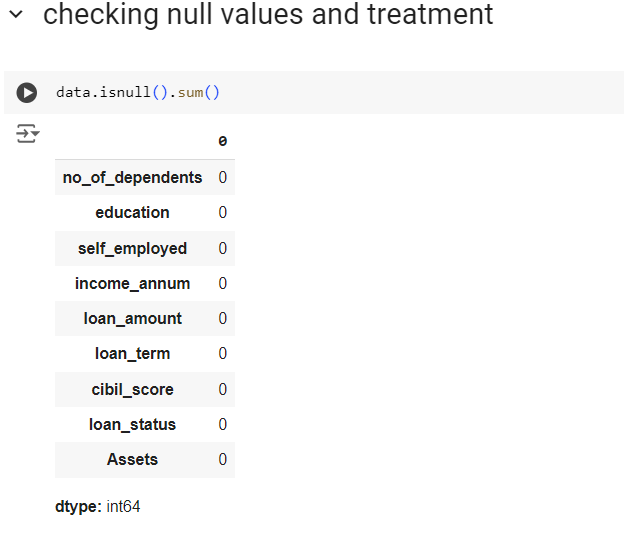 checking null values and treatment
data.isnull().sum()
0
no_of_dependents 0
education 0
self_employed 0
income_annum 0
loan_amount 0
loan_term 0
cibil_score 0
loan_status 0
Assets 0
dtype: int64